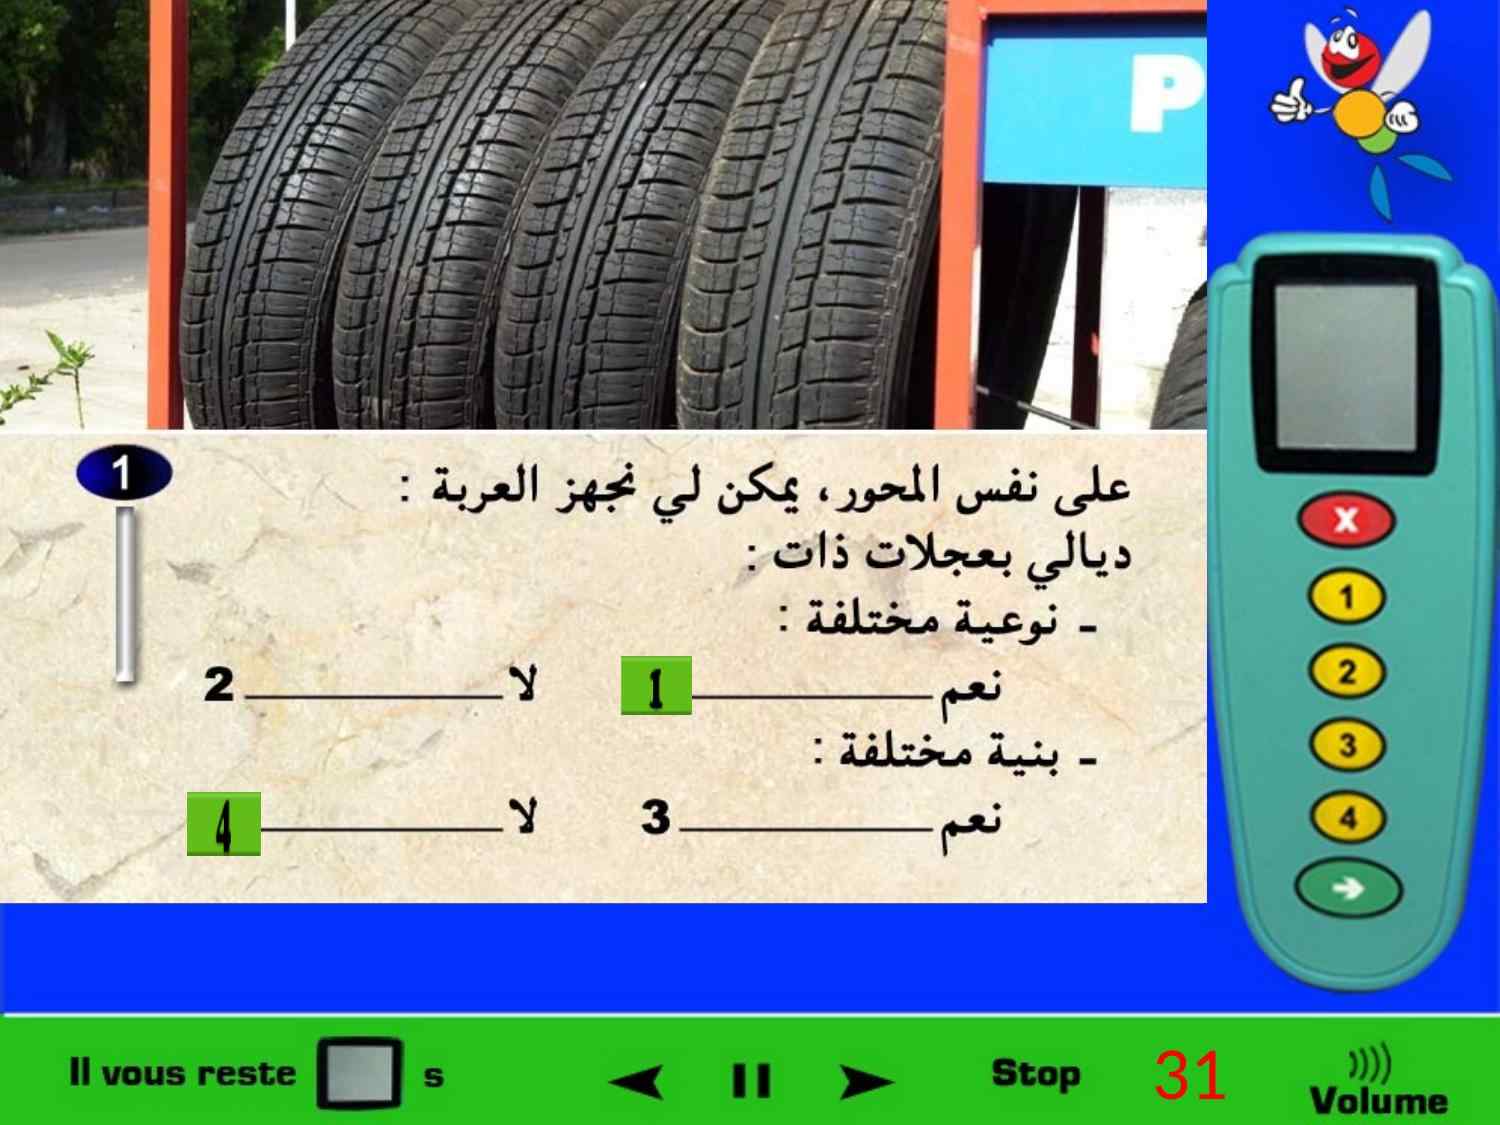 P
1
على نفس المحور، يمكن لي نجهز العربة :
ديالي بعجلات ذات :
- نوعية مختلفة :
نعم 1 لا 2
- بنية مختلفة :
نعم 3 لا 4
X
1
2
3
4
Il vous reste s
Stop
31
Volume